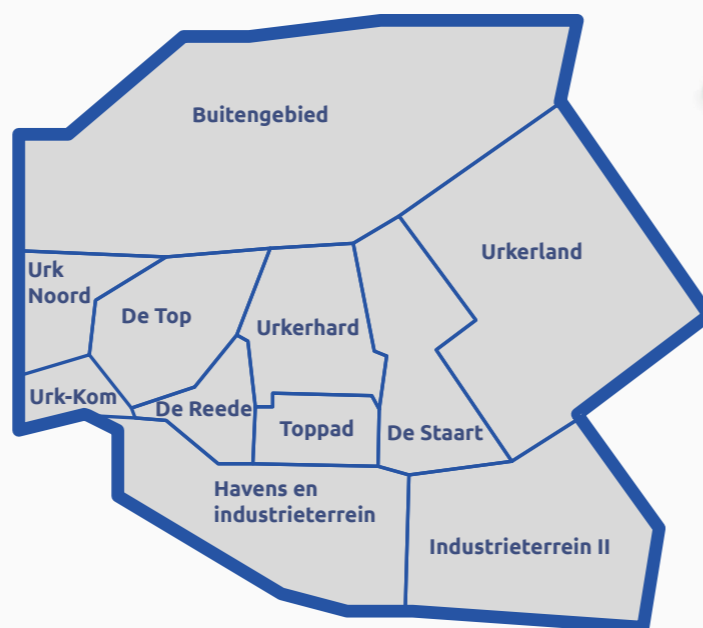 Buitengebied
Urkerland
Urk
Noord
De Top
Urkerhard
Urk-Kom
De Reede
Toppad
De Staart
Havens en
industrieterrein
Industrieterrein II